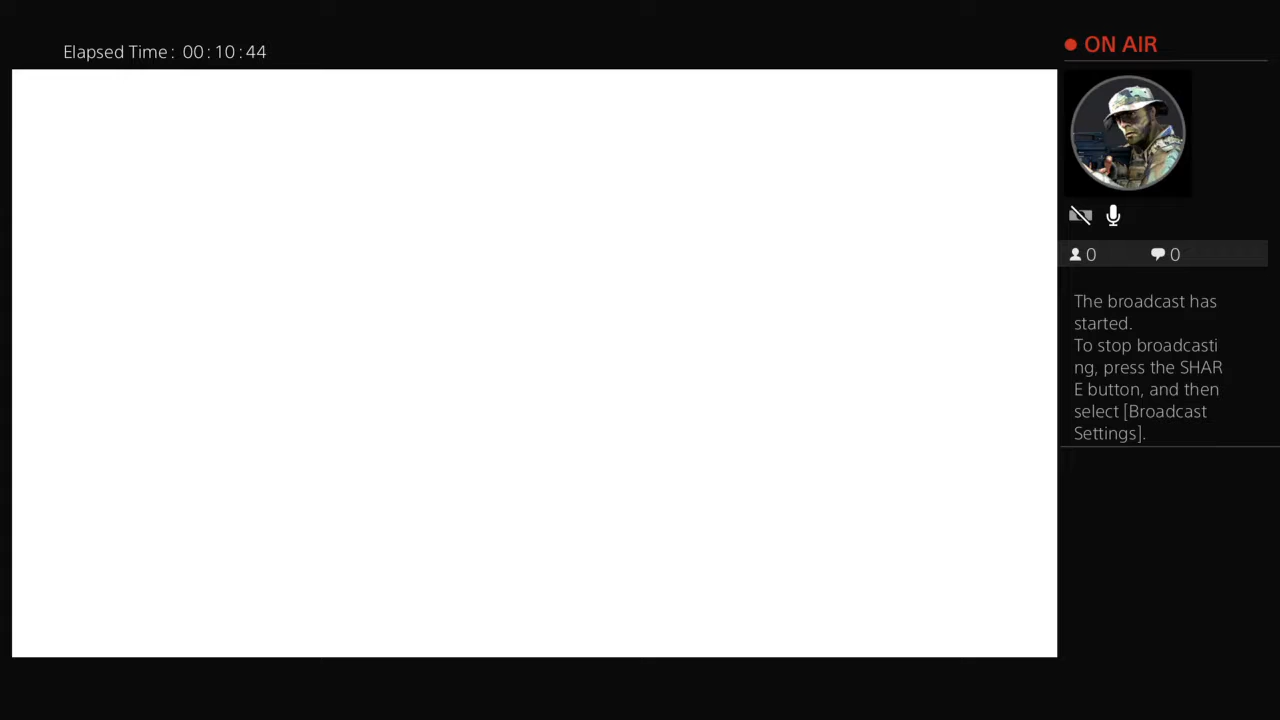 Elapsed Time: 00:10:44
ON AIR
0 0
The broadcast has
started.
To stop broadcasti
ng, press the SHAR
E button, and then
select [Broadcast
Settings].